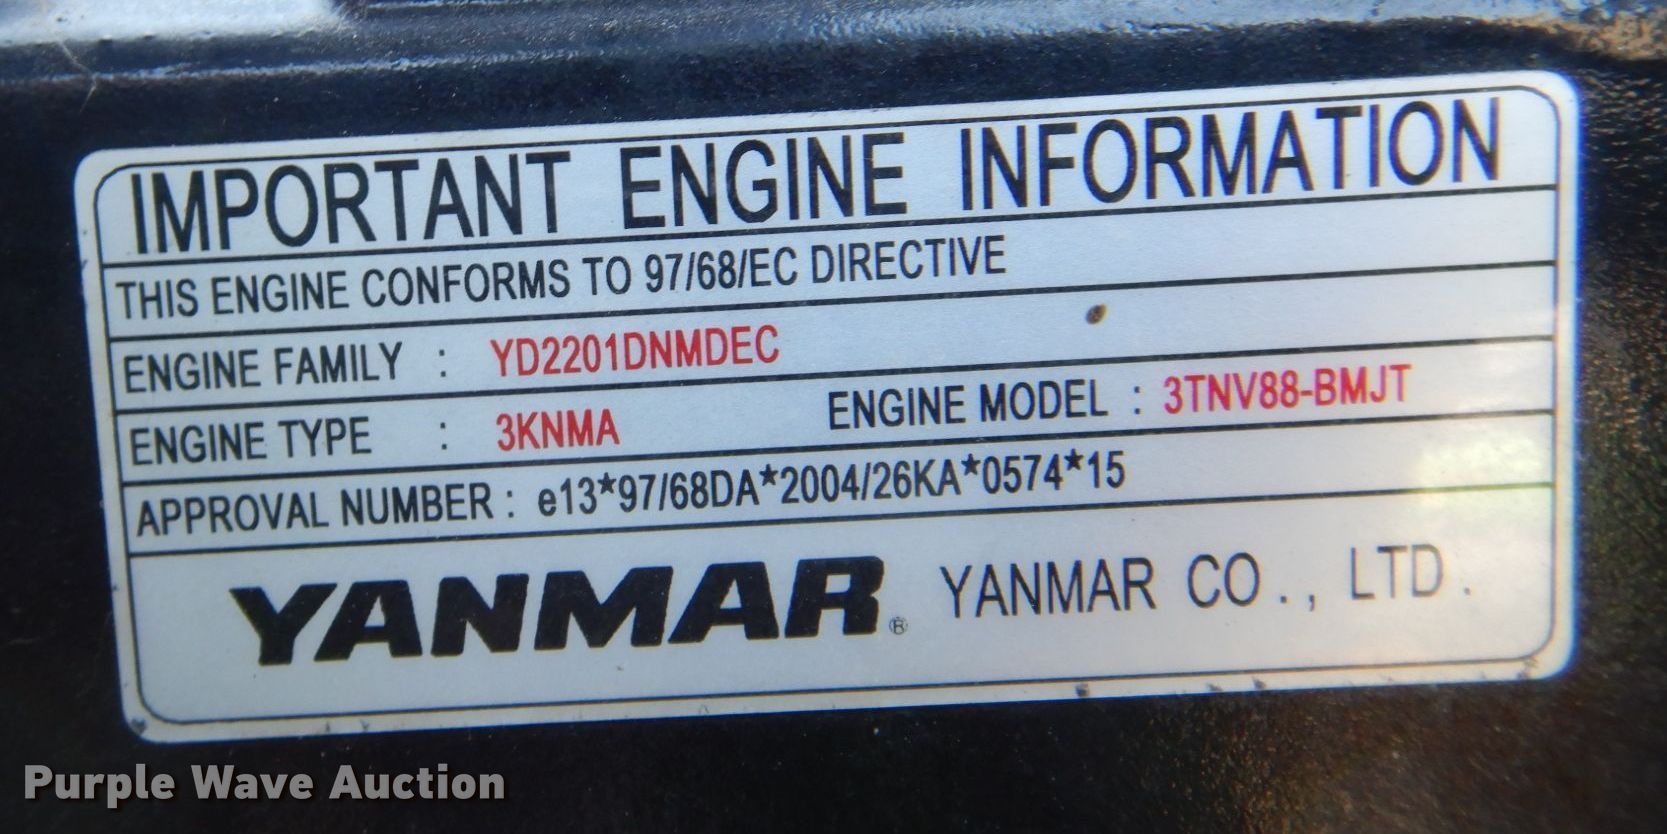 IMPORTANT ENGINE INFORMATION
THIS ENGINE CONFORMS TO 97/68/EC DIRECTIVE
ENGINE FAMILY : YD2201DNMDEC
ENGINE TYPE : 3KNMA ENGINE MODEL : 3TNV88-BMJT
APPROVAL NUMBER : e13*97/68DA*2004/26KA*0574*15
YANMAR® YANMAR CO., LTD.
Purple Wave Auction